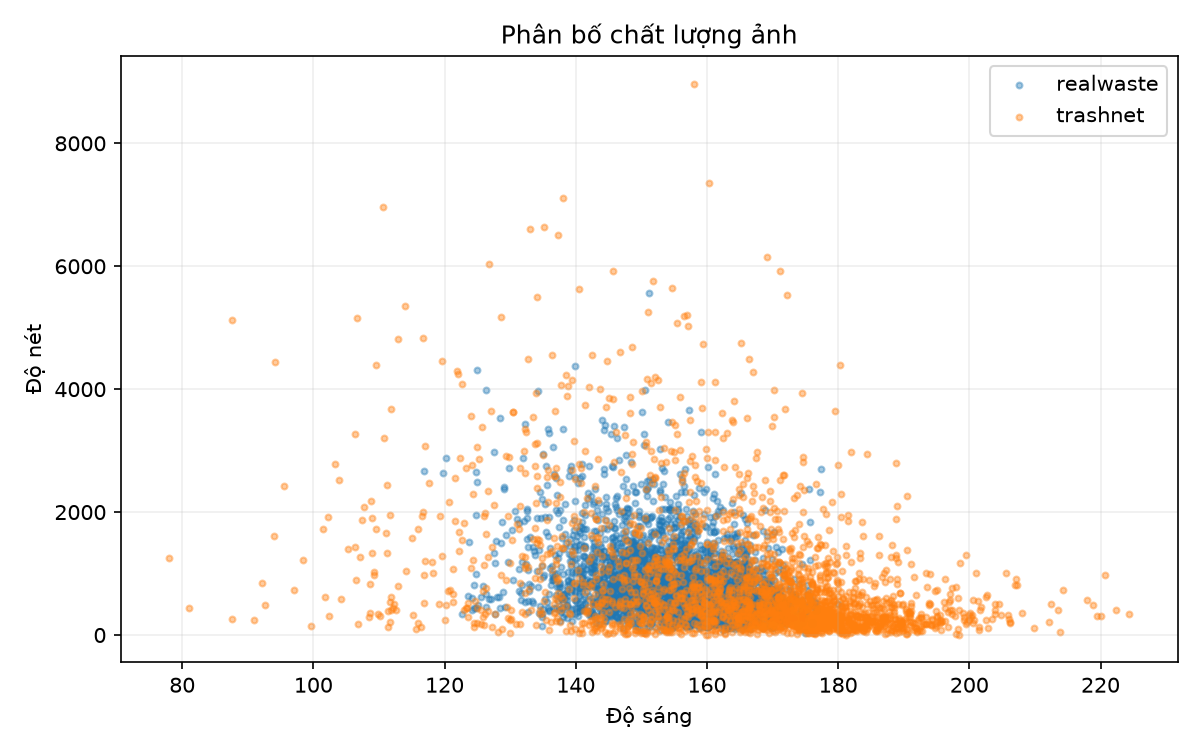 Phân bố chất lượng ảnh
realwaste
trashnet
Độ nét
8000
6000
4000
2000
0
80 100 120 140 160 180 200 220
Độ sáng